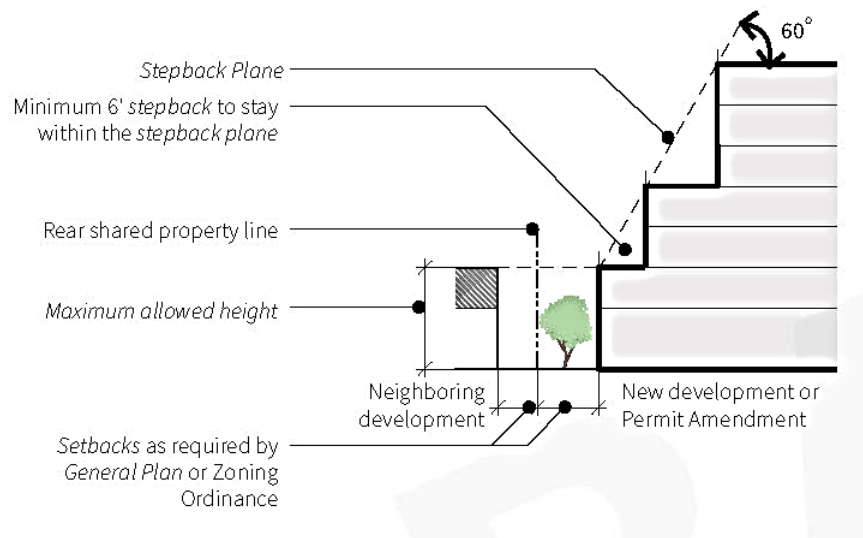 60°
Stepback Plane
Minimum 6' stepback to stay
within the stepback plane
Rear shared property line
Maximum allowed height
Neighboring
development
New development or
Permit Amendment
Setbacks as required by
General Plan or Zoning
Ordinance